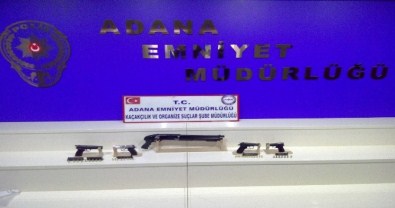 ADANA
EMNİYET
MÜDÜRLÜĞÜ
T.C.
ADANA EMNİYET MÜDÜRLÜĞÜ
KAÇAKÇILIK VE ORGANİZE SUÇLAR ŞUBE MÜDÜRLÜĞÜ